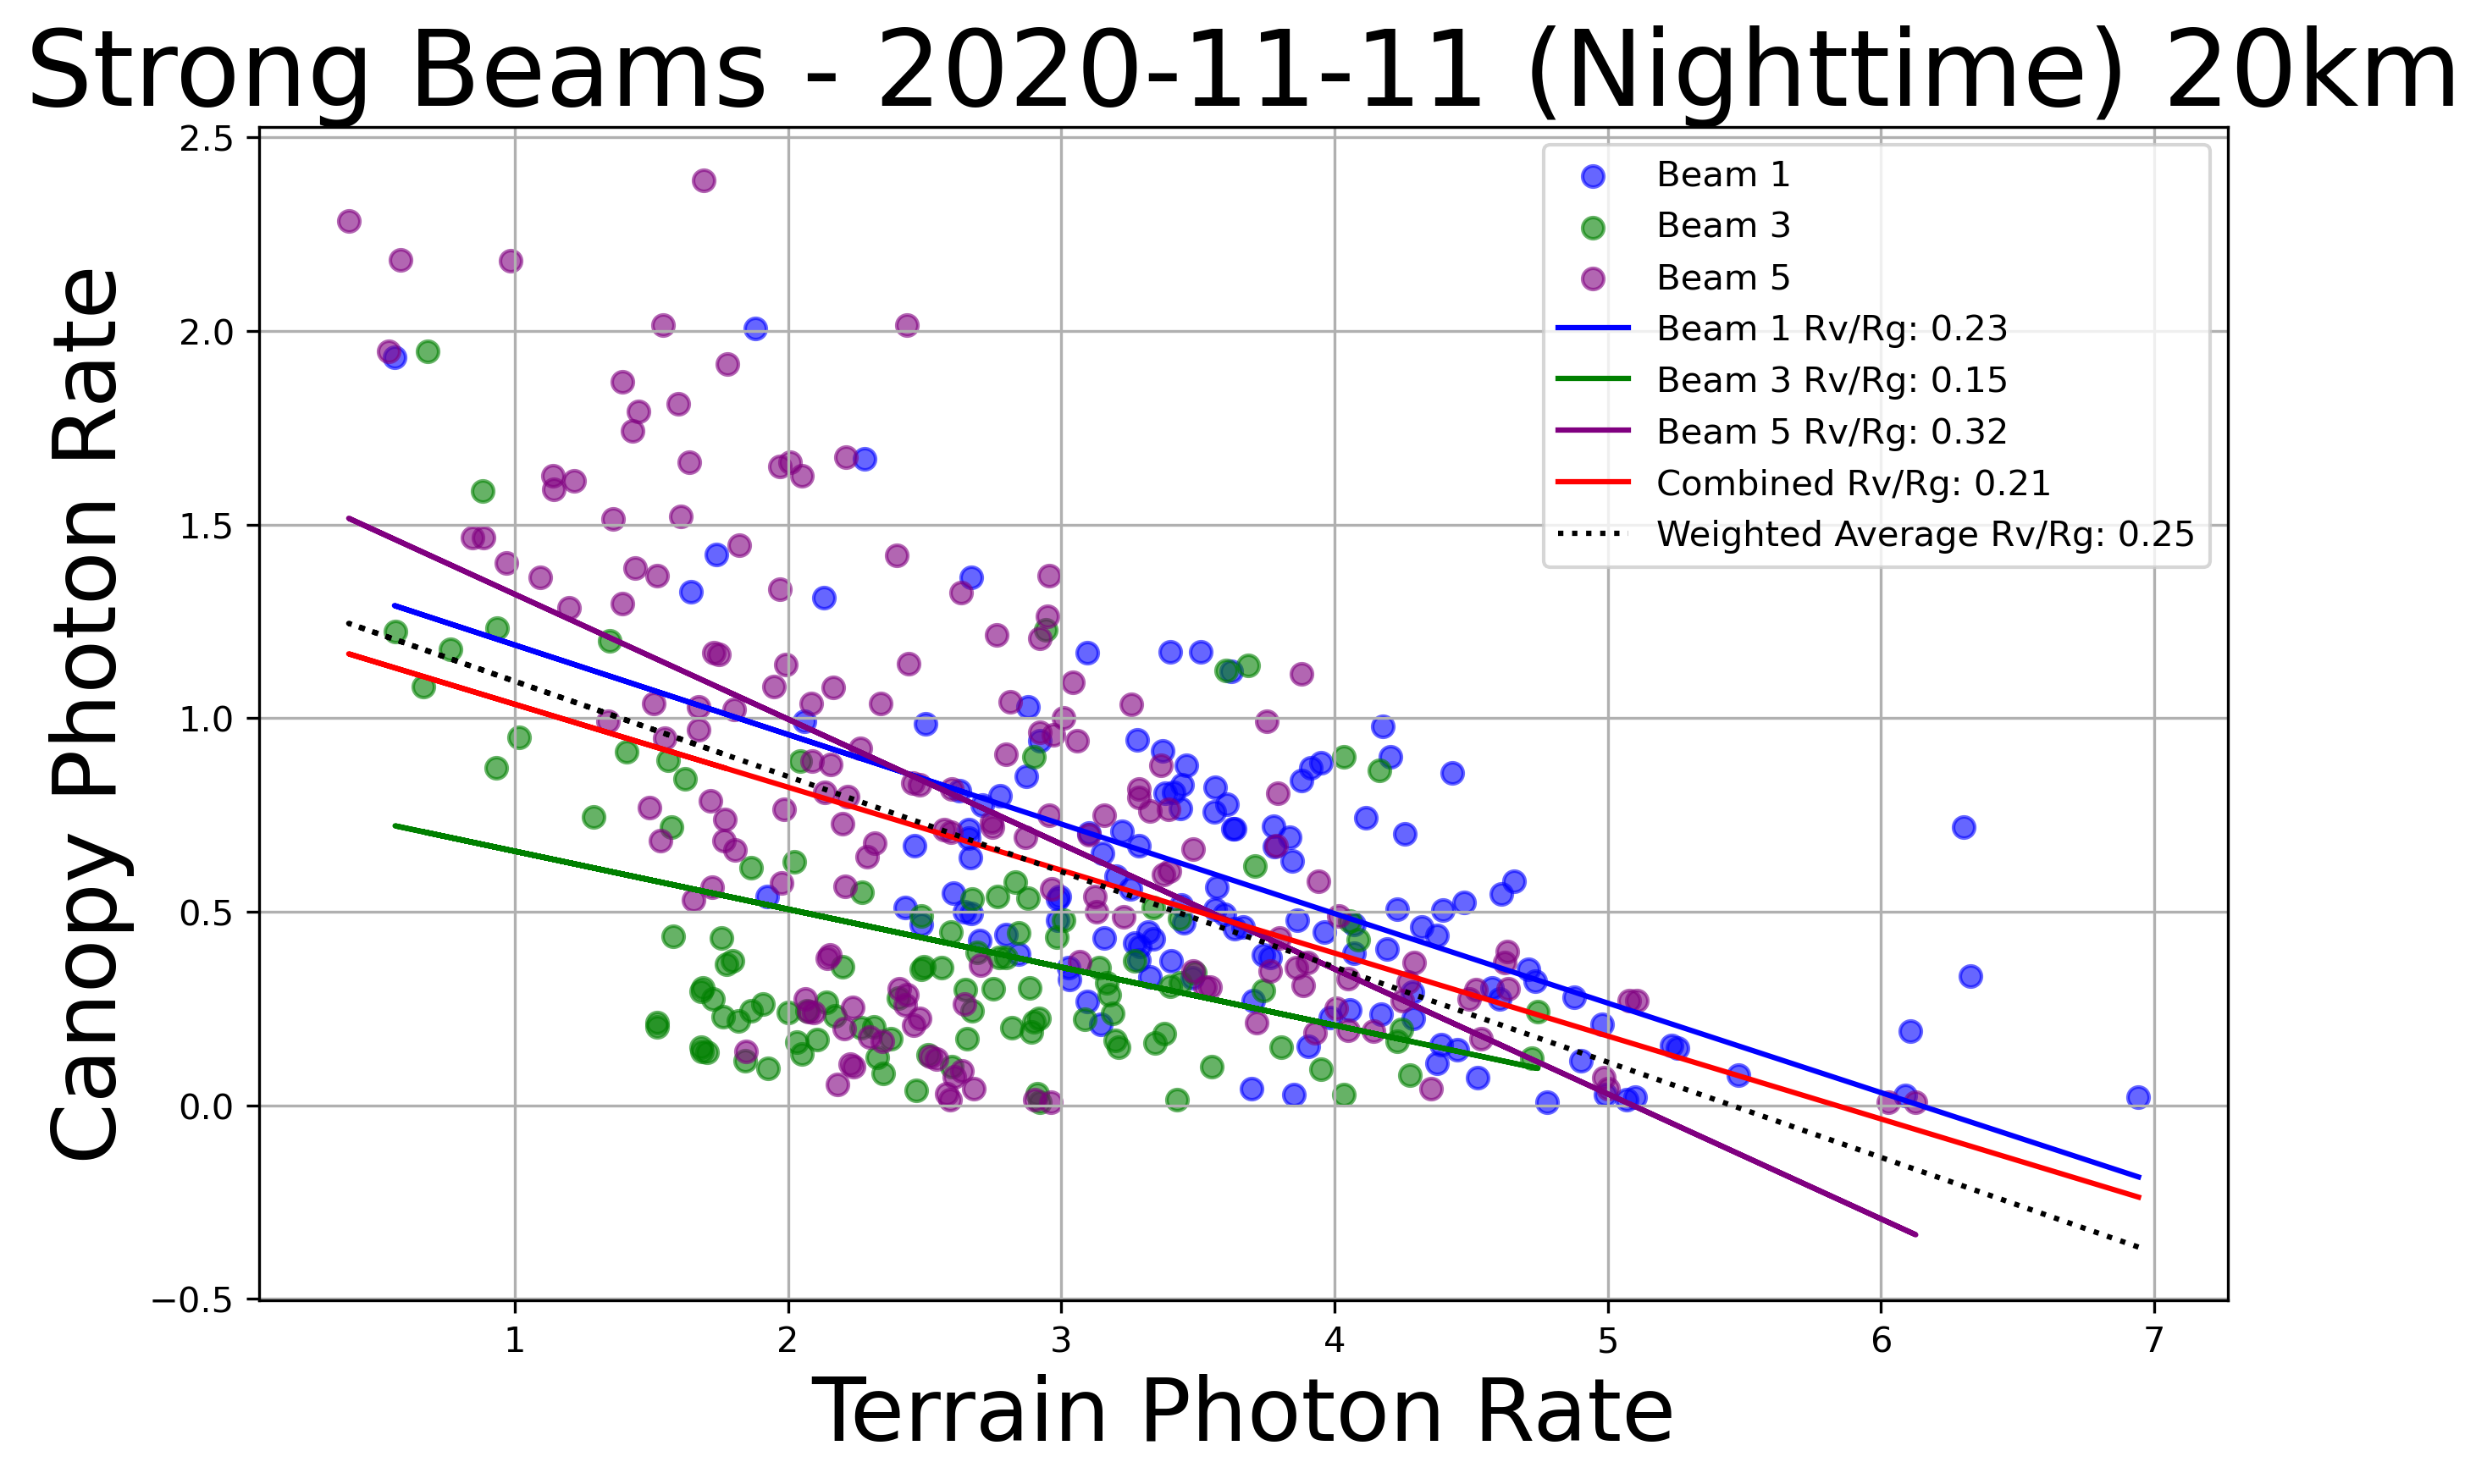 Strong Beams - 2020-11-11 (Nighttime) 20km
Canopy Photon Rate
2.5
2.0
1.5
1.0
0.5
0.0
−0.5
Beam 1
Beam 3
Beam 5
Beam 1 Rv/Rg: 0.23
Beam 3 Rv/Rg: 0.15
Beam 5 Rv/Rg: 0.32
Combined Rv/Rg: 0.21
Weighted Average Rv/Rg: 0.25
1 2 3 4 5 6 7
Terrain Photon Rate